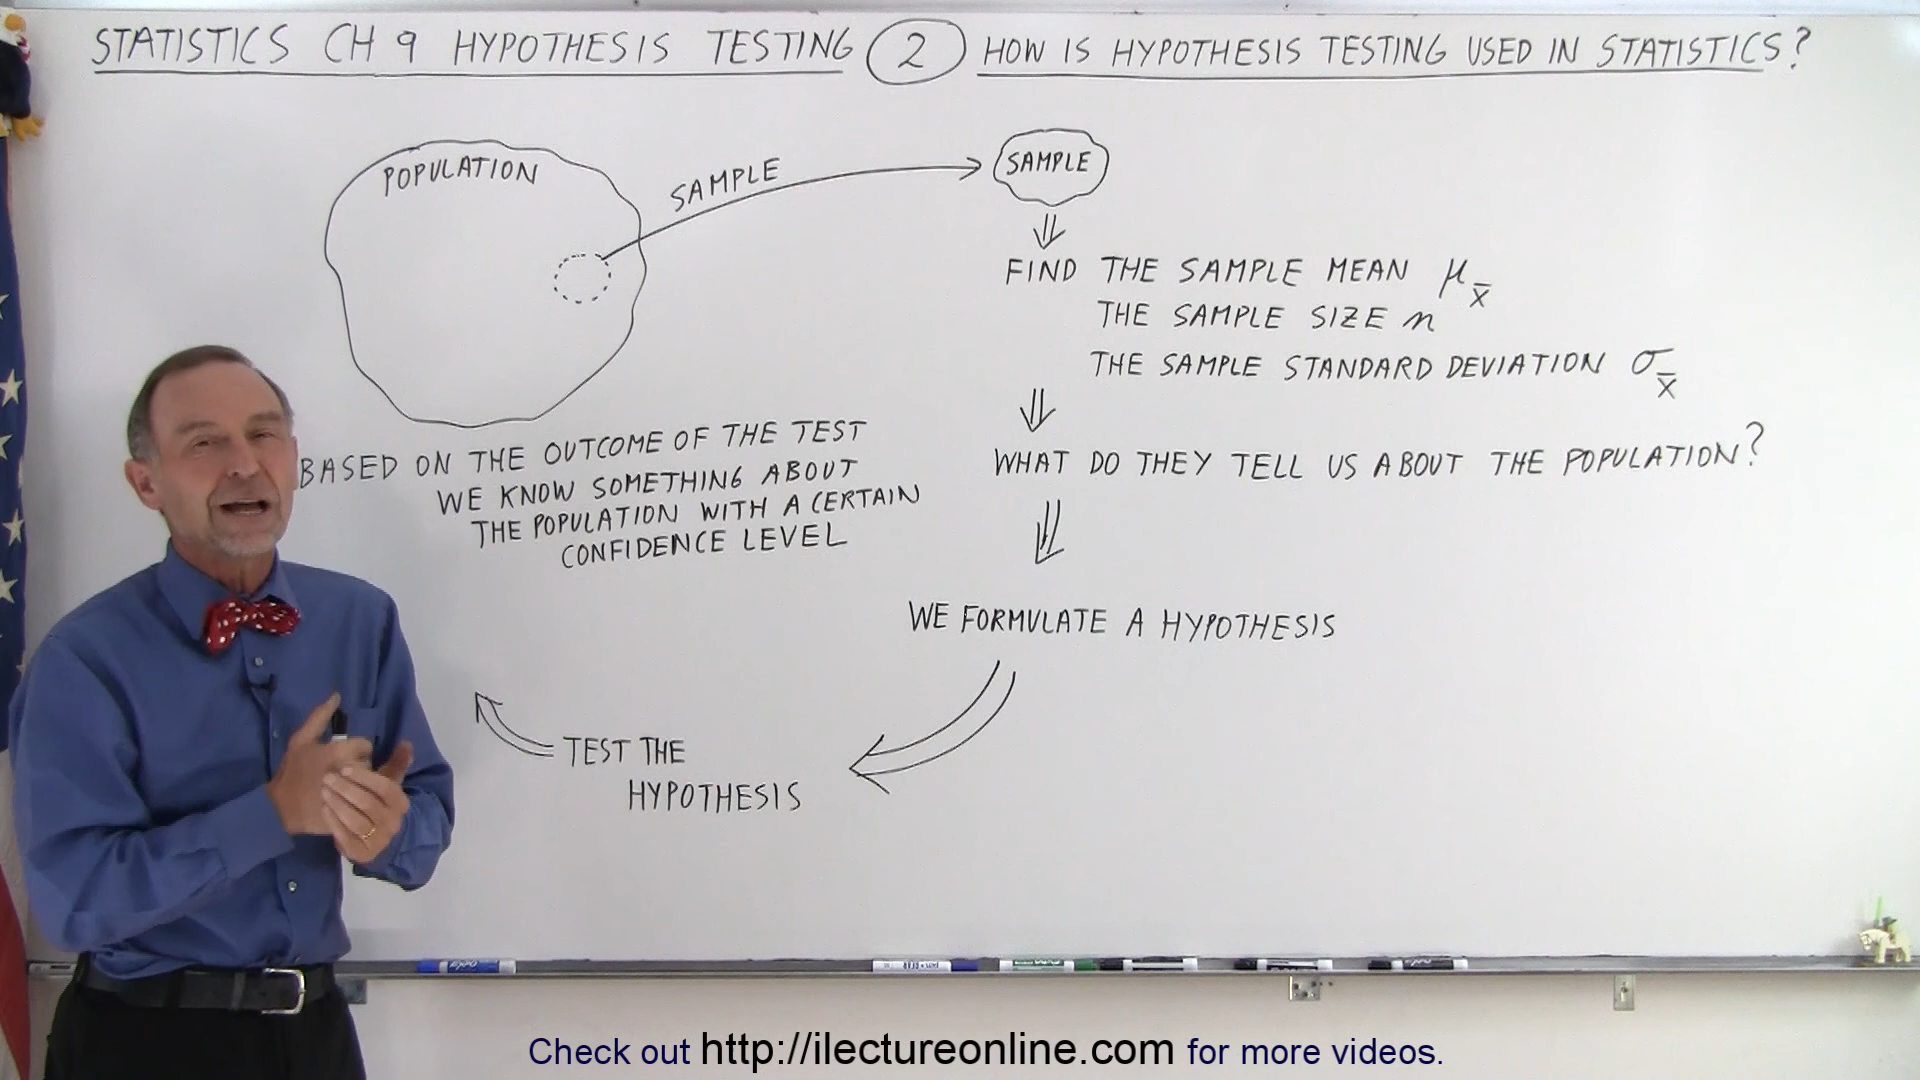 STATISTICS CH 9 HYPOTHESIS TESTING 2 HOW IS HYPOTHESIS TESTING USED IN STATISTICS?
POPULATION
SAMPLE
SAMPLE
FIND THE SAMPLE MEAN μx̄
THE SAMPLE SIZE n
THE SAMPLE STANDARD DEVIATION σx̄
WHAT DO THEY TELL US ABOUT THE POPULATION?
WE FORMULATE A HYPOTHESIS
TEST THE
HYPOTHESIS
BASED ON THE OUTCOME OF THE TEST
WE KNOW SOMETHING ABOUT
THE POPULATION WITH A CERTAIN
CONFIDENCE LEVEL
Check out http://ilectureonline.com for more videos.